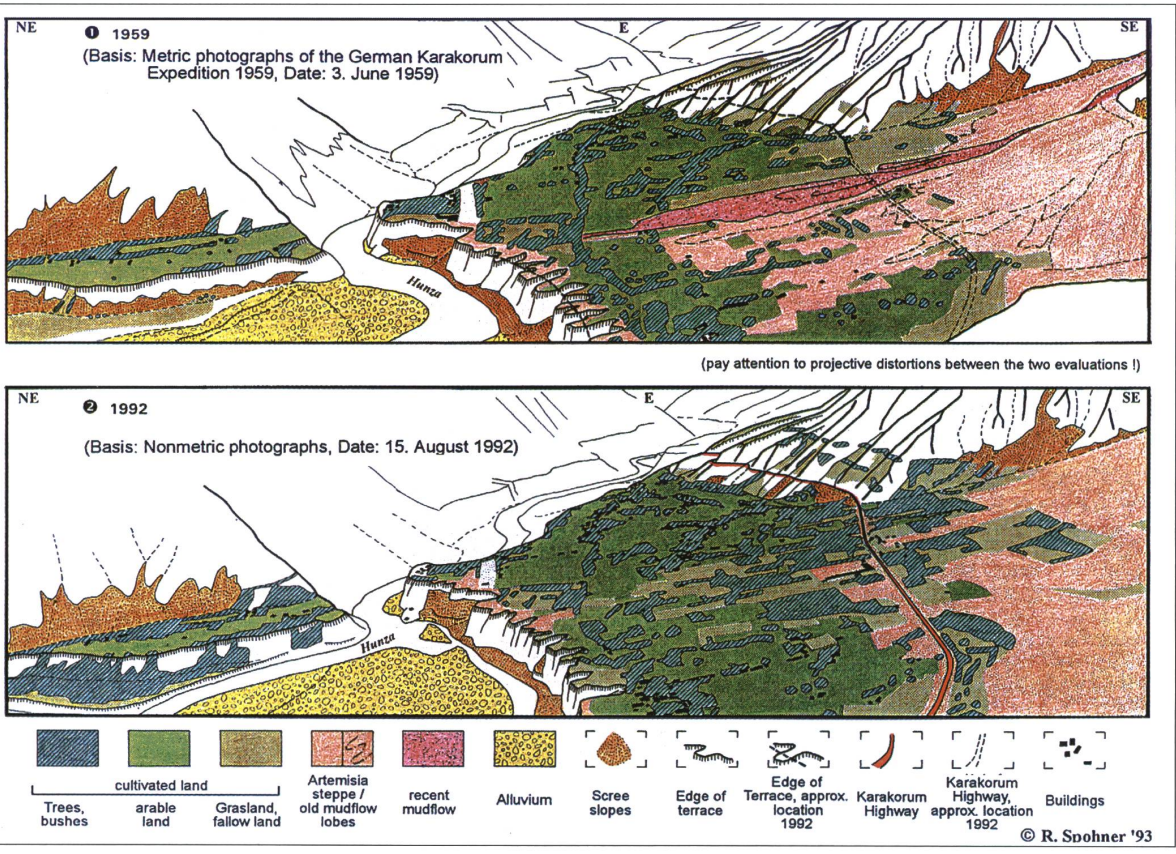 NE E SE
❶ 1959
(Basis: Metric photographs of the German Karakorum
Expedition 1959, Date: 3. June 1959)
Hunza
(pay attention to projective distortions between the two evaluations !)
NE E SE
❷ 1992
(Basis: Nonmetric photographs, Date: 15. August 1992)
Hunza
cultivated land
Trees,
bushes
arable
land
Grasland,
fallow land
Artemisia
steppe /
old mudflow
lobes
recent
mudflow
Alluvium
Scree
slopes
Edge of
terrace
Edge of
Terrace, approx.
location
1992
Karakorum
Highway
Karakorum
Highway,
approx. location
1992
Buildings
© R. Spohner '93